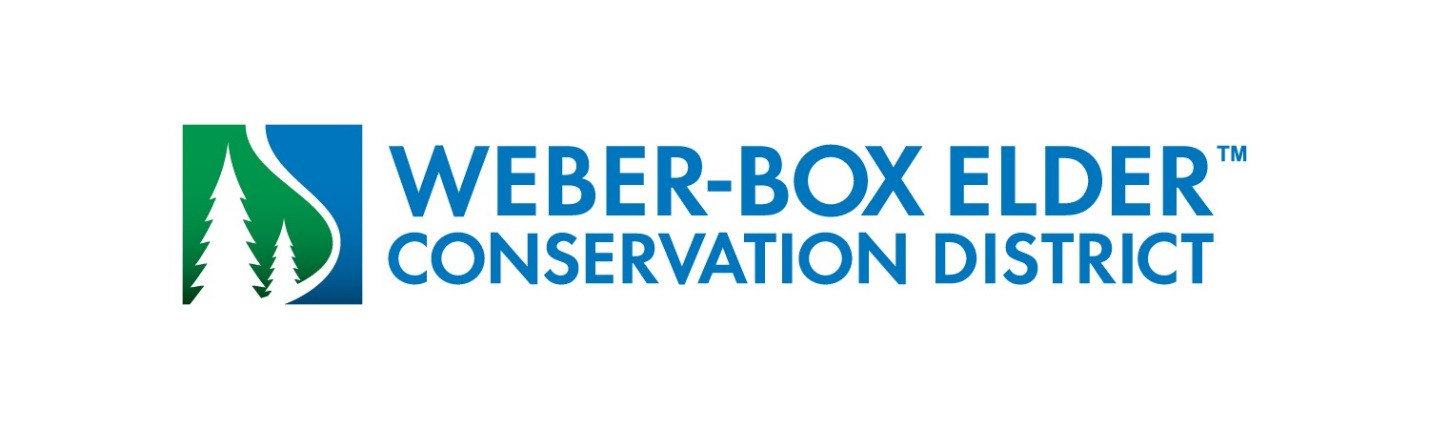 WEBER-BOX ELDER™
CONSERVATION DISTRICT